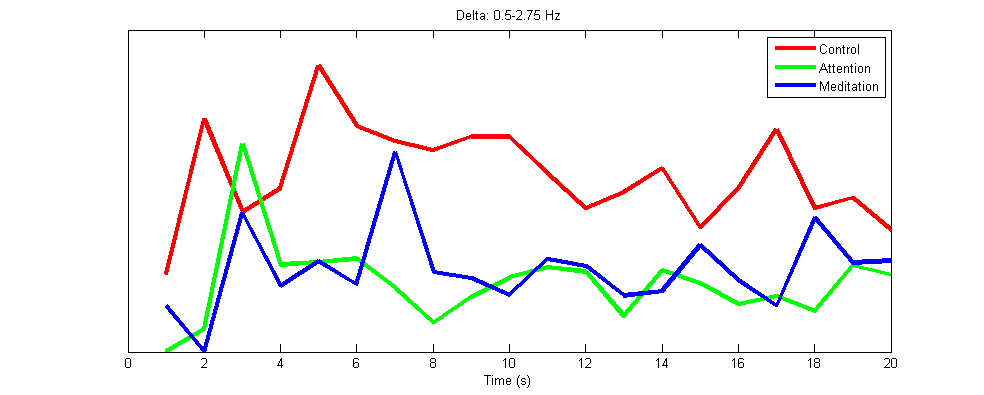 Delta: 0.5-2.75 Hz
Control
Attention
Meditation
0 2 4 6 8 10 12 14 16 18 20
Time (s)